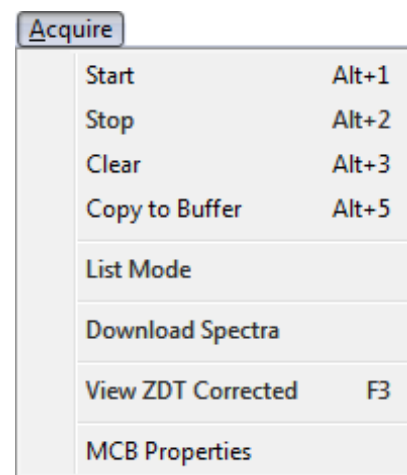 Acquire
Start Alt+1
Stop Alt+2
Clear Alt+3
Copy to Buffer Alt+5
List Mode
Download Spectra
View ZDT Corrected F3
MCB Properties